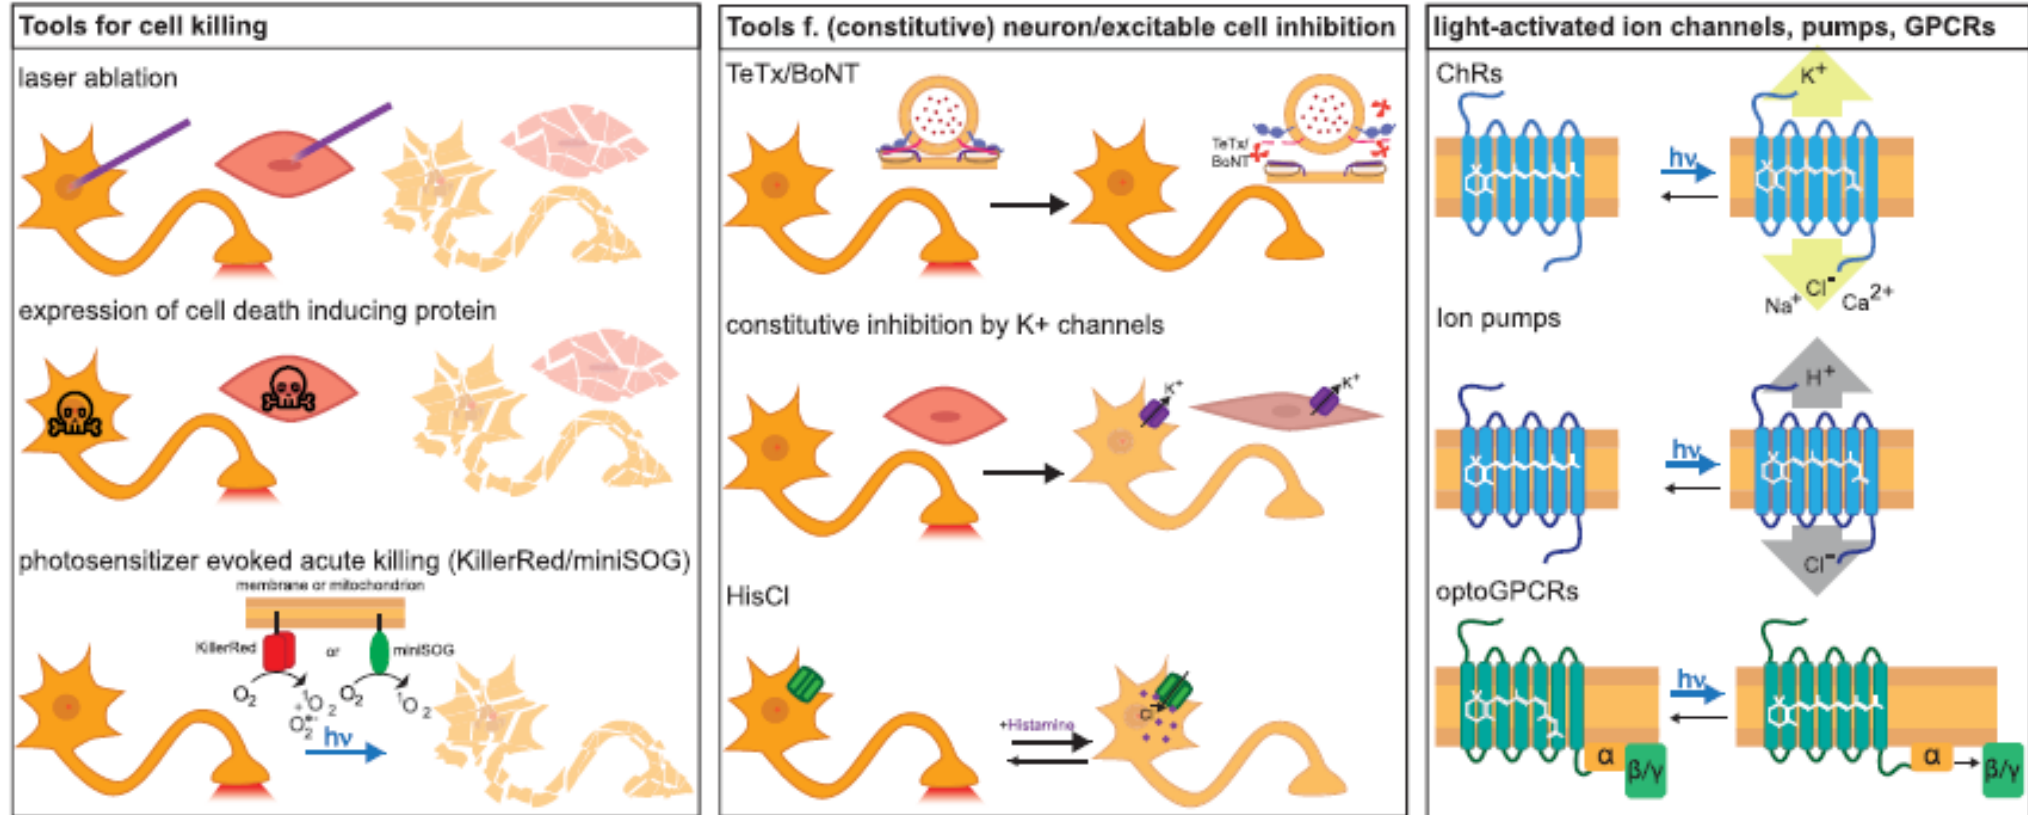 Tools for cell killing
laser ablation
expression of cell death inducing protein
photosensitizer evoked acute killing (KillerRed/miniSOG)
membrane or mitochondrion
KillerRed or miniSOG
O2 ¹O2 O2 ¹O2
+
O2•-
hν
Tools f. (constitutive) neuron/excitable cell inhibition
TeTx/BoNT
TeTx/
BoNT
constitutive inhibition by K+ channels
K+
K+
HisCl
+Histamine
Cl-
light-activated ion channels, pumps, GPCRs
ChRs
K+
hν
Cl-
Na+ Ca2+
Ion pumps
H+
hν
Cl-
optoGPCRs
hν
α
β/γ
α
β/γ